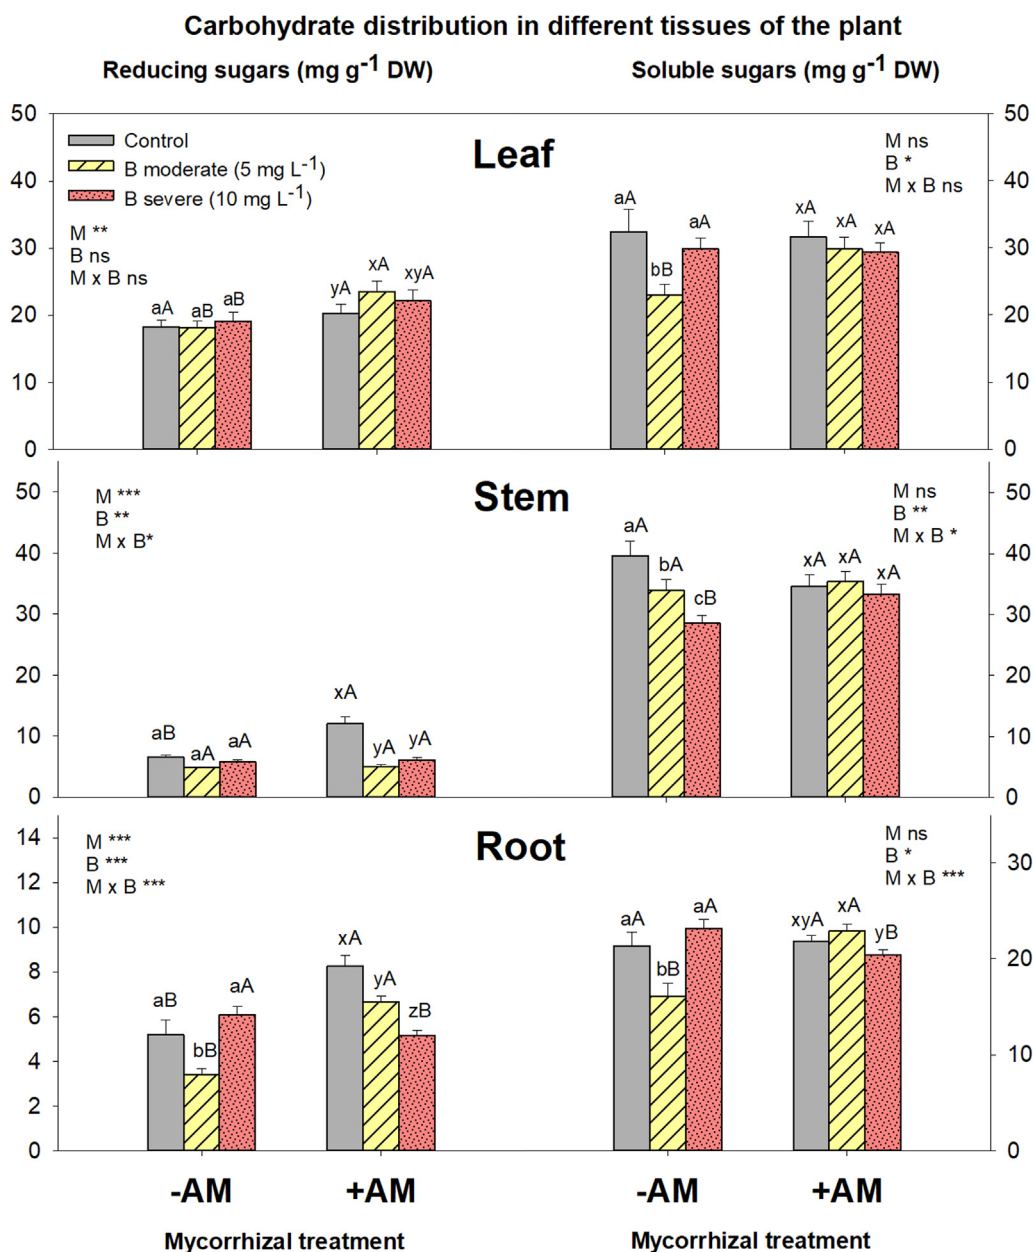 Carbohydrate distribution in different tissues of the plant
Reducing sugars (mg g-1 DW)
Soluble sugars (mg g-1 DW)
Leaf
50
40
30
20
10
0
Control
B moderate (5 mg L-1)
B severe (10 mg L-1)
M **
B ns
M x B ns
aA
aB
aB
yA
xA
xyA
M ns
B *
M x B ns
aA
bB
aA
xA
xA
xA
50
40
30
20
10
0
Stem
50
40
30
20
10
0
M ***
B **
M x B*
aB
aA
aA
xA
yA
yA
M ns
B **
M x B *
aA
bA
cB
xA
xA
xA
50
40
30
20
10
0
Root
14
12
10
8
6
4
2
0
M ***
B ***
M x B ***
aB
bB
aA
xA
yA
zB
M ns
B *
M x B ***
aA
bB
aA
xyA
xA
yB
30
20
10
0
-AM
+AM
-AM
+AM
Mycorrhizal treatment
Mycorrhizal treatment